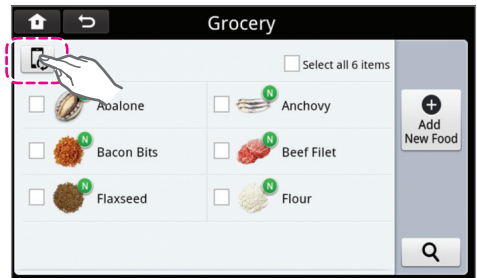 Grocery
Select all 6 items
Abalone
N
Anchovy
N
Bacon Bits
N
Beef Filet
N
Flaxseed
N
Flour
Add
New Food